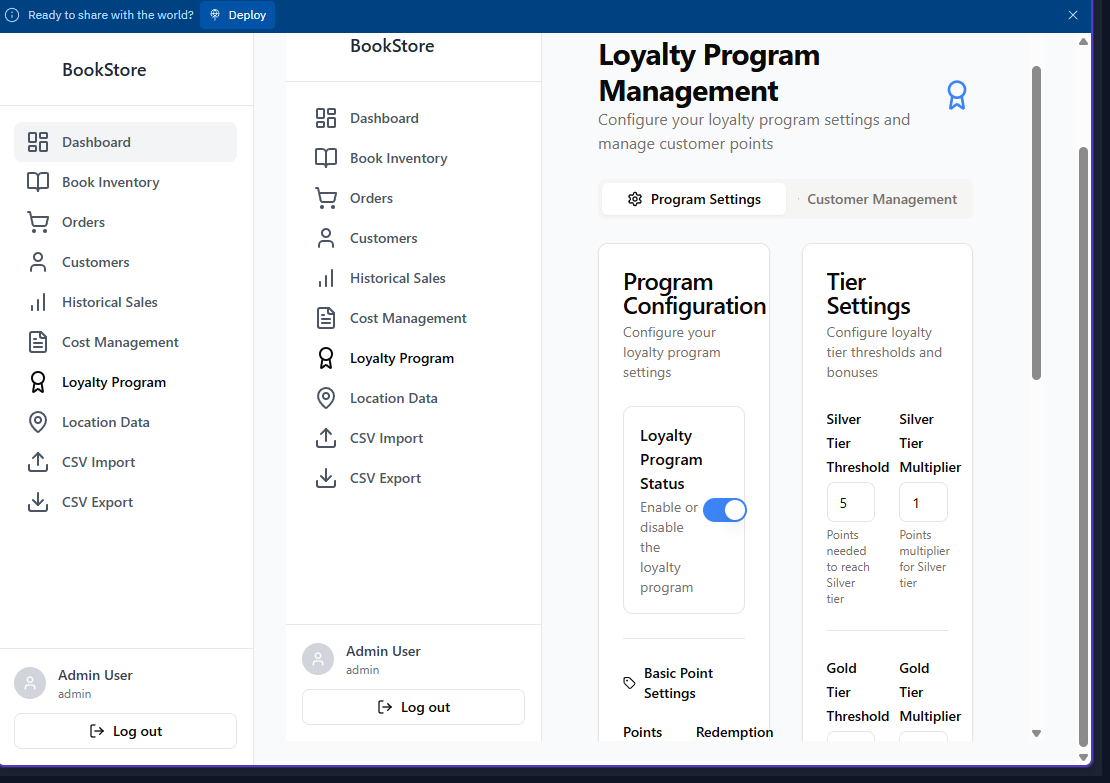 Ready to share with the world?
Deploy
BookStore
Dashboard
Book Inventory
Orders
Customers
Historical Sales
Cost Management
Loyalty Program
Location Data
CSV Import
CSV Export
Admin User
admin
Log out
BookStore
Dashboard
Book Inventory
Orders
Customers
Historical Sales
Cost Management
Loyalty Program
Location Data
CSV Import
CSV Export
Admin User
admin
Log out
Loyalty Program
Management
Configure your loyalty program settings and
manage customer points
Program Settings
Customer Management
Program
Configuration
Configure your
loyalty program
settings
Loyalty
Program
Status
Enable or
disable
the
loyalty
program
Basic Point
Settings
Points
Redemption
Tier
Settings
Configure loyalty
tier thresholds and
bonuses
Silver
Tier
Threshold
5
Points
needed
to reach
Silver
tier
Silver
Tier
Multiplier
1
Points
multiplier
for Silver
tier
Gold
Tier
Threshold
Gold
Tier
Multiplier